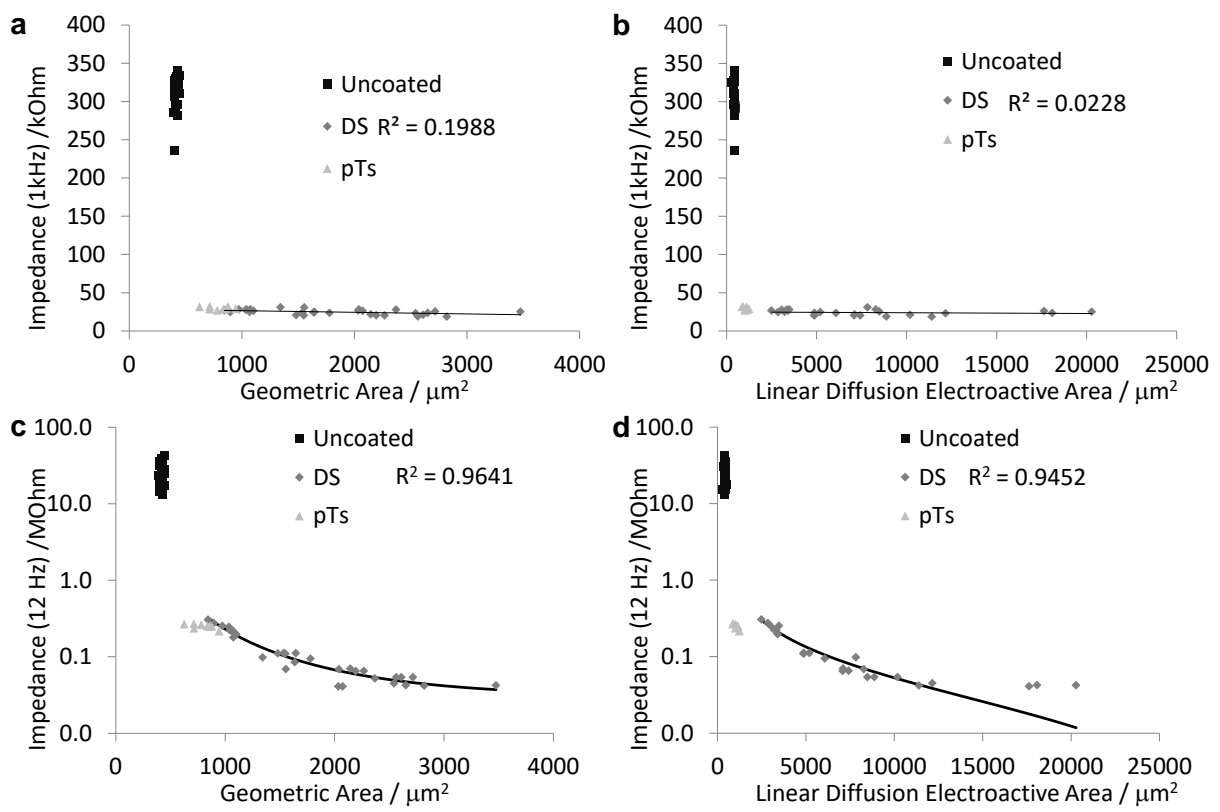 a
400
350
300
250
200
150
100
50
0
Impedance (1kHz) /kOhm
Uncoated
DS R² = 0.1988
pTs
0 1000 2000 3000 4000
Geometric Area / μm²
b
400
350
300
250
200
150
100
50
0
Impedance (1kHz) /kOhm
Uncoated
DS R² = 0.0228
pTs
0 5000 10000 15000 20000 25000
Linear Diffusion Electroactive Area / μm²
c
100.0
10.0
1.0
0.1
0.0
Impedance (12 Hz) /MOhm
Uncoated
DS R² = 0.9641
pTs
0 1000 2000 3000 4000
Geometric Area / μm²
d
100.0
10.0
1.0
0.1
0.0
Impedance (12 Hz) /MOhm
Uncoated
DS R² = 0.9452
pTs
0 5000 10000 15000 20000 25000
Linear Diffusion Electroactive Area / μm²